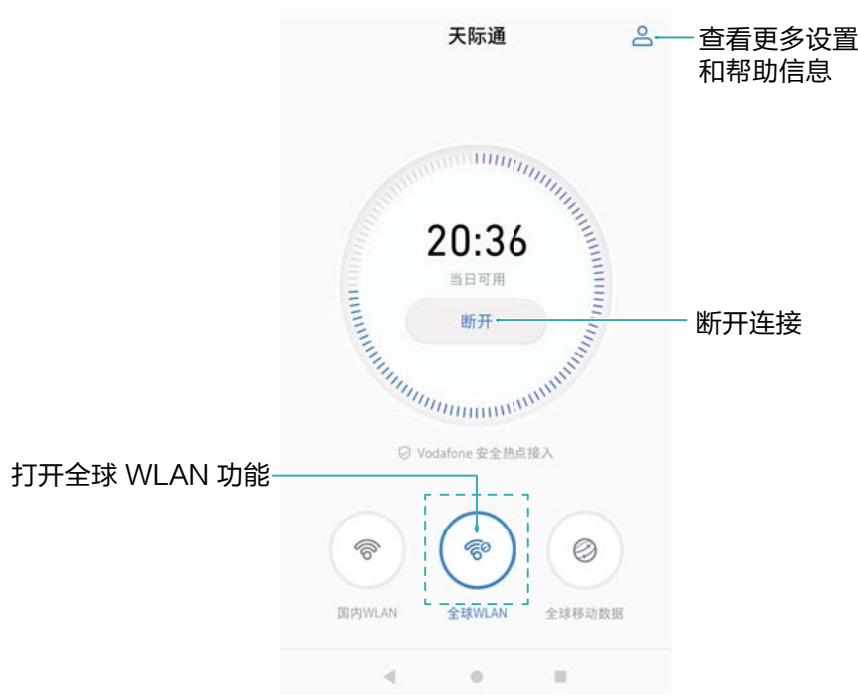 天际通
查看更多设置
和帮助信息
20:36
当日可用
断开
断开连接
Vodafone 安全热点接入
打开全球 WLAN 功能
国内WLAN
全球WLAN
全球移动数据